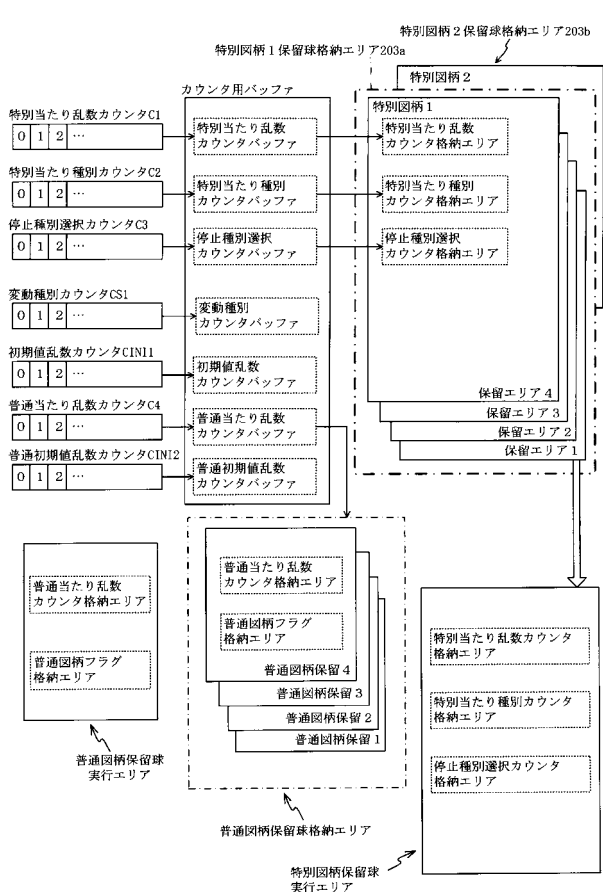 特別図柄2保留球格納エリア203b
特別図柄1保留球格納エリア203a
カウンタ用バッファ
特別図柄2
特別図柄1
特別当たり乱数カウンタC1
0 1 2 …
特別当たり乱数
カウンタバッファ
特別当たり乱数
カウンタ格納エリア
特別当たり種別カウンタC2
0 1 2 …
特別当たり種別
カウンタバッファ
特別当たり種別
カウンタ格納エリア
停止種別選択カウンタC3
0 1 2 …
停止種別選択
カウンタバッファ
停止種別選択
カウンタ格納エリア
変動種別カウンタCS1
0 1 2 …
変動種別
カウンタバッファ
初期値乱数カウンタCINI1
0 1 2 …
初期値乱数
カウンタバッファ
普通当たり乱数カウンタC4
0 1 2 …
普通当たり乱数
カウンタバッファ
普通初期値乱数カウンタCINI2
0 1 2 …
普通初期値乱数
カウンタバッファ
保留エリア4
保留エリア3
保留エリア2
保留エリア1
普通当たり乱数
カウンタ格納エリア
普通図柄フラグ
格納エリア
普通図柄保留球
実行エリア
普通当たり乱数
カウンタ格納エリア
普通図柄フラグ
格納エリア
普通図柄保留4
普通図柄保留3
普通図柄保留2
普通図柄保留1
普通図柄保留球格納エリア
特別当たり乱数カウンタ
格納エリア
特別当たり種別カウンタ
格納エリア
停止種別選択カウンタ
格納エリア
特別図柄保留球
実行エリア